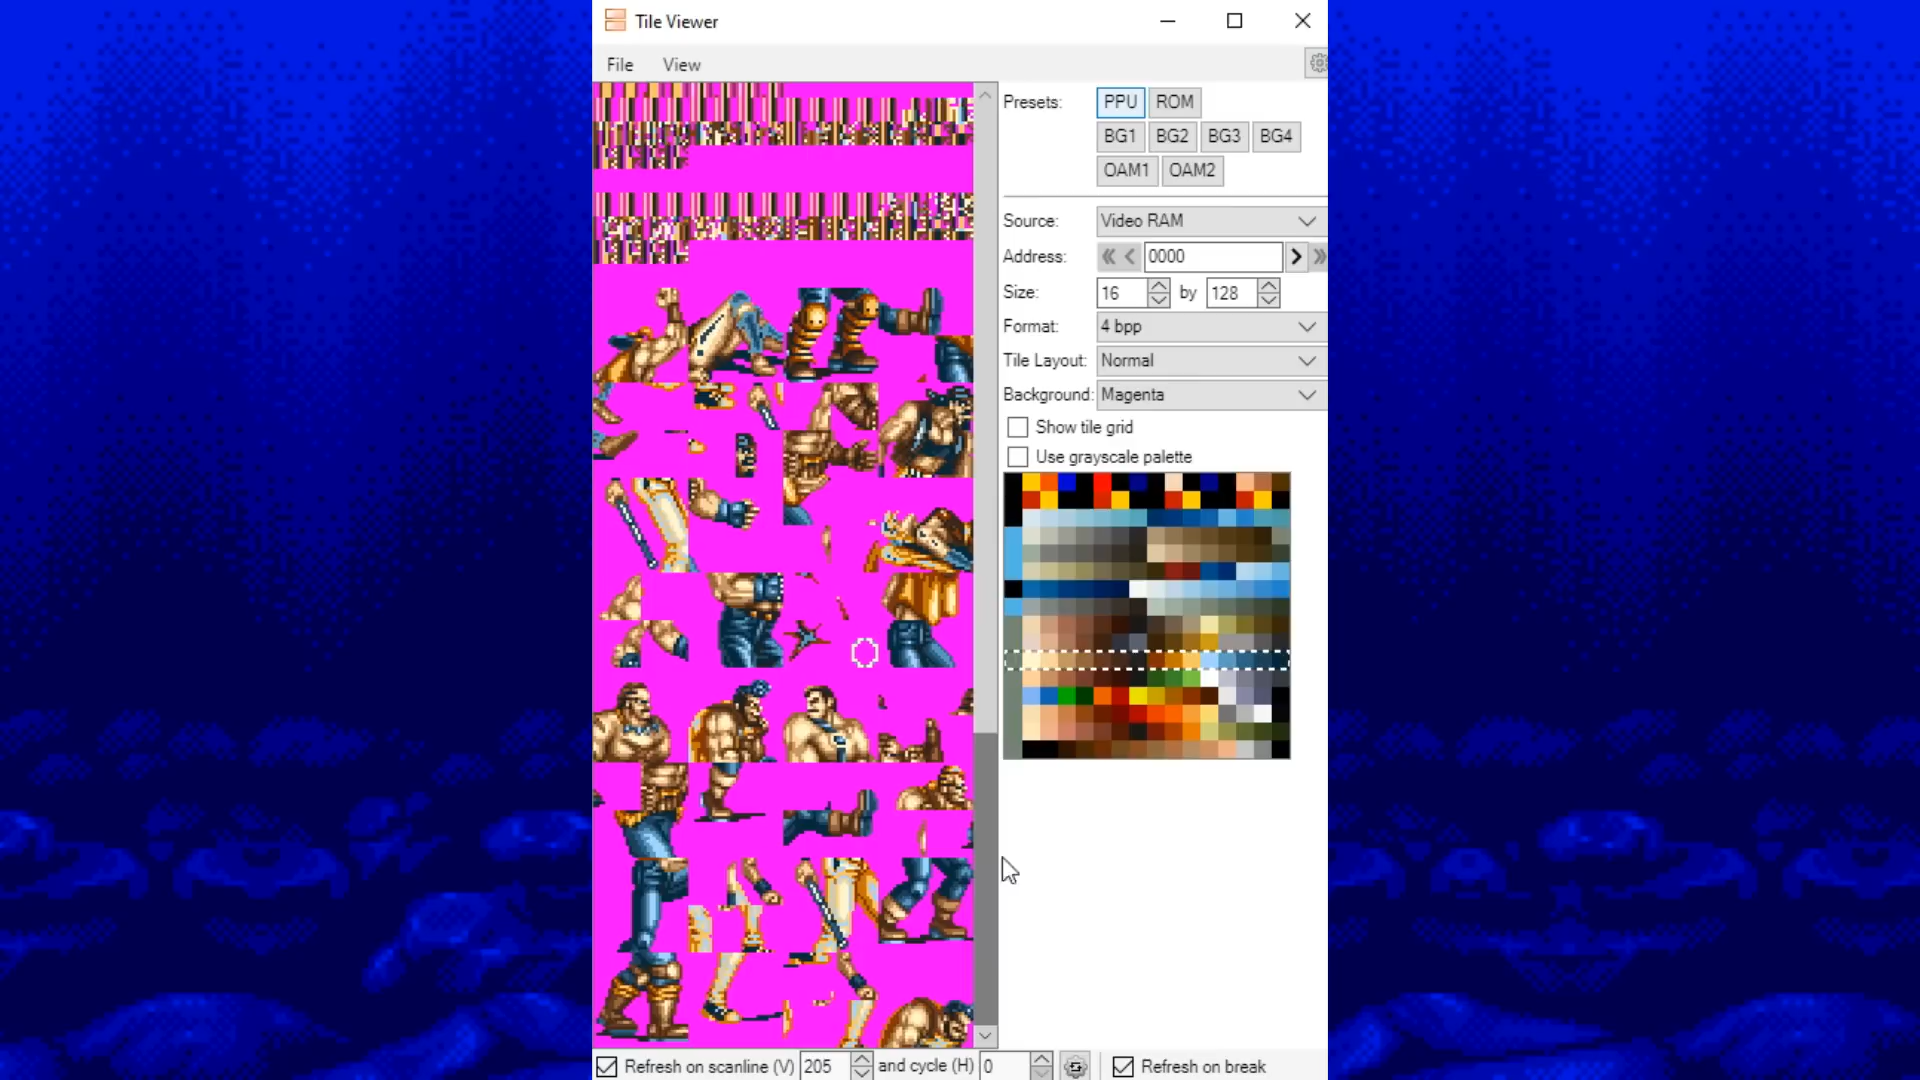 Tile Viewer
File View
Presets: PPU ROM
BG1 BG2 BG3 BG4
OAM1 OAM2
Source: Video RAM
Address: 0000
Size: 16 by 128
Format: 4 bpp
Tile Layout: Normal
Background: Magenta
Show tile grid
Use grayscale palette
Refresh on scanline (V) 205 and cycle (H) 0 Refresh on break